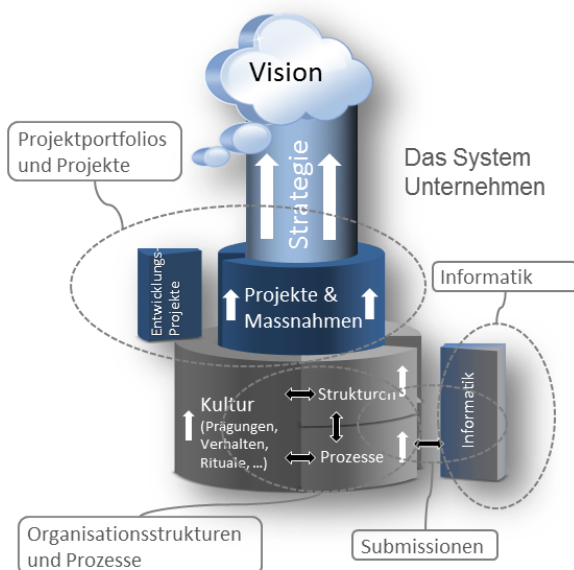 Vision
Projektportfolios
und Projekte
Das System
Unternehmen
Strategie
Entwicklungs-
Projekte
Projekte &
Massnahmen
Informatik
Kultur
(Prägungen,
Verhalten,
Rituale, ...)
Strukturen
Prozesse
Informatik
Organisationsstrukturen
und Prozesse
Submissionen